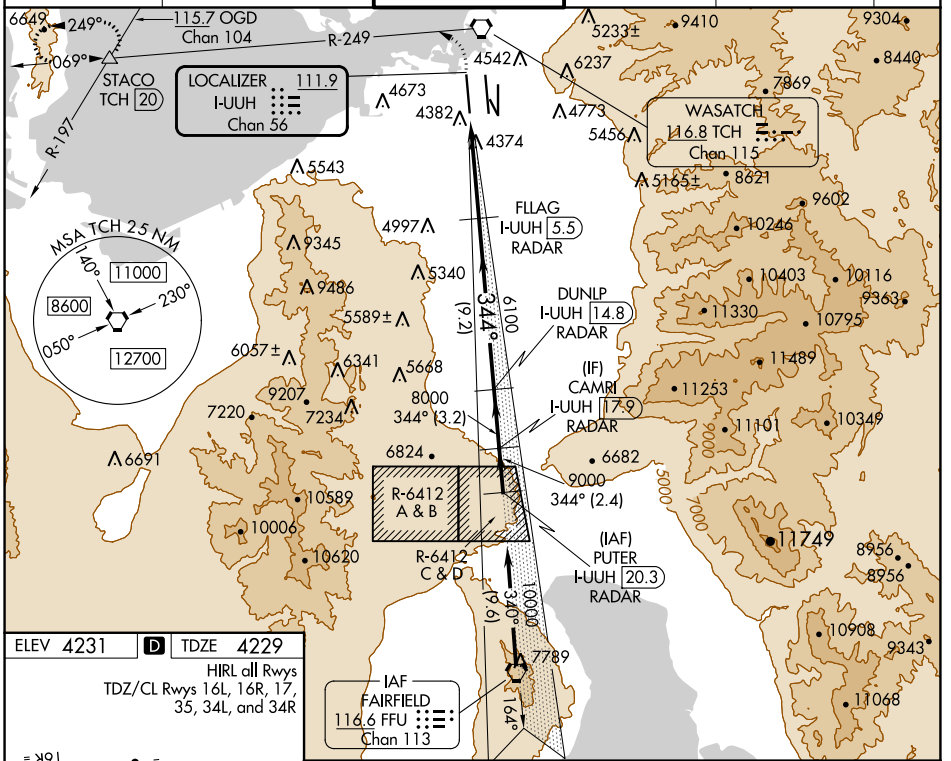 6649
249°
115.7 OGD
Chan 104
R-249
069°
STACO
TCH 20
R-197
LOCALIZER 111.9
I-UUH
Chan 56
4542
5233±
9410
9304
6237
8440
4673
4382
4773
7869
WASATCH
116.8 TCH
Chan 115
4374
5456
5543
5165±
8621
9602
FLLAG
I-UUH 5.5
RADAR
4997
10246
MSA TCH 25 NM
140°
11000
230°
8600
050°
12700
9345
5340
10403
10116
9363
9486
344°
(9.2)
6100
DUNLP
I-UUH 14.8
RADAR
11330
10795
5589±
6057±
6341
5668
(IF)
CAMRI
I-UUH 17.9
RADAR
11489
11253
9207
7220
7234
8000
344° (3.2)
11101
10349
9000
6691
6824
6682
9000
344° (2.4)
5000
7000
R-6412
A & B
10589
10006
10620
R-6412
C & D
(IAF)
PUTER
I-UUH 20.3
RADAR
11749
8956
8956
340°
(9.6)
10000
ELEV 4231 D TDZE 4229
HIRL all Rwys
TDZ/CL Rwys 16L, 16R, 17,
35, 34L, and 34R
7789
IAF
FAIRFIELD
116.6 FFU
Chan 113
164°
10908
9343
11068
16R